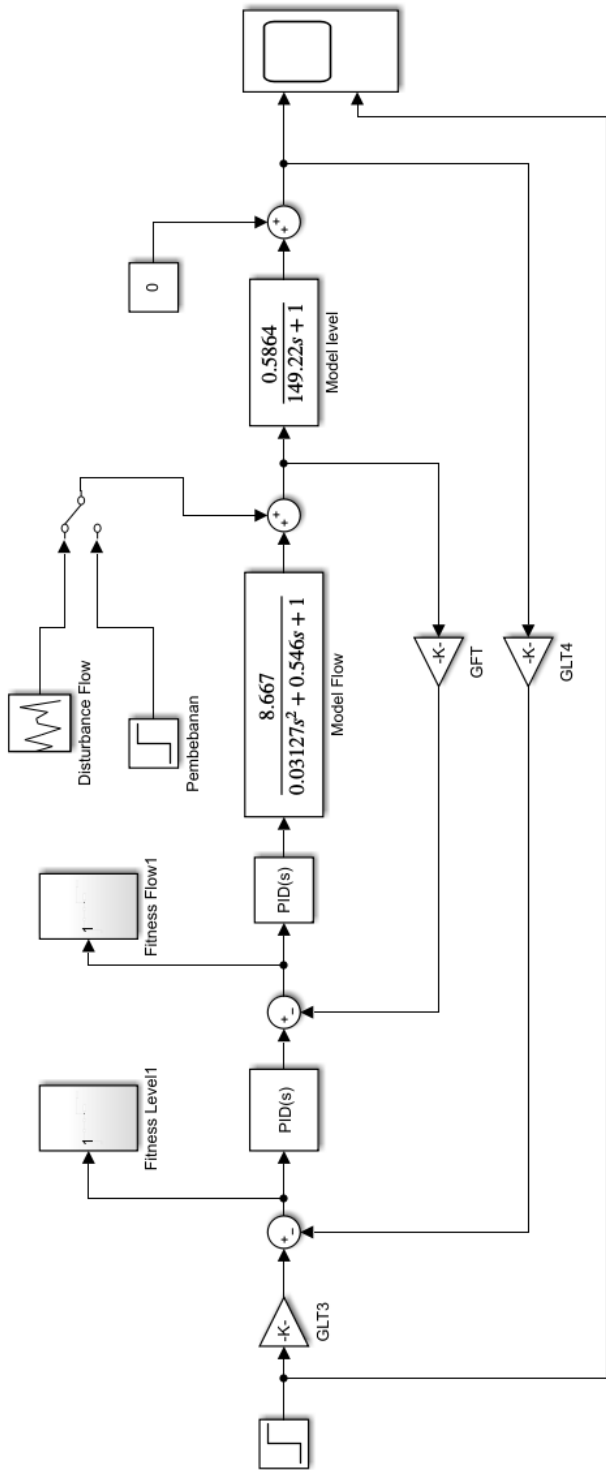 -K-
GLT3
+
−
1
Fitness Level1
PID(s)
+
−
1
Fitness Flow1
PID(s)
8.667
0.03127s² + 0.546s + 1
Model Flow
Disturbance Flow
Pembebanan
+
+
0.5864
149.22s + 1
Model level
0
+
+
-K-
GFT
-K-
GLT4